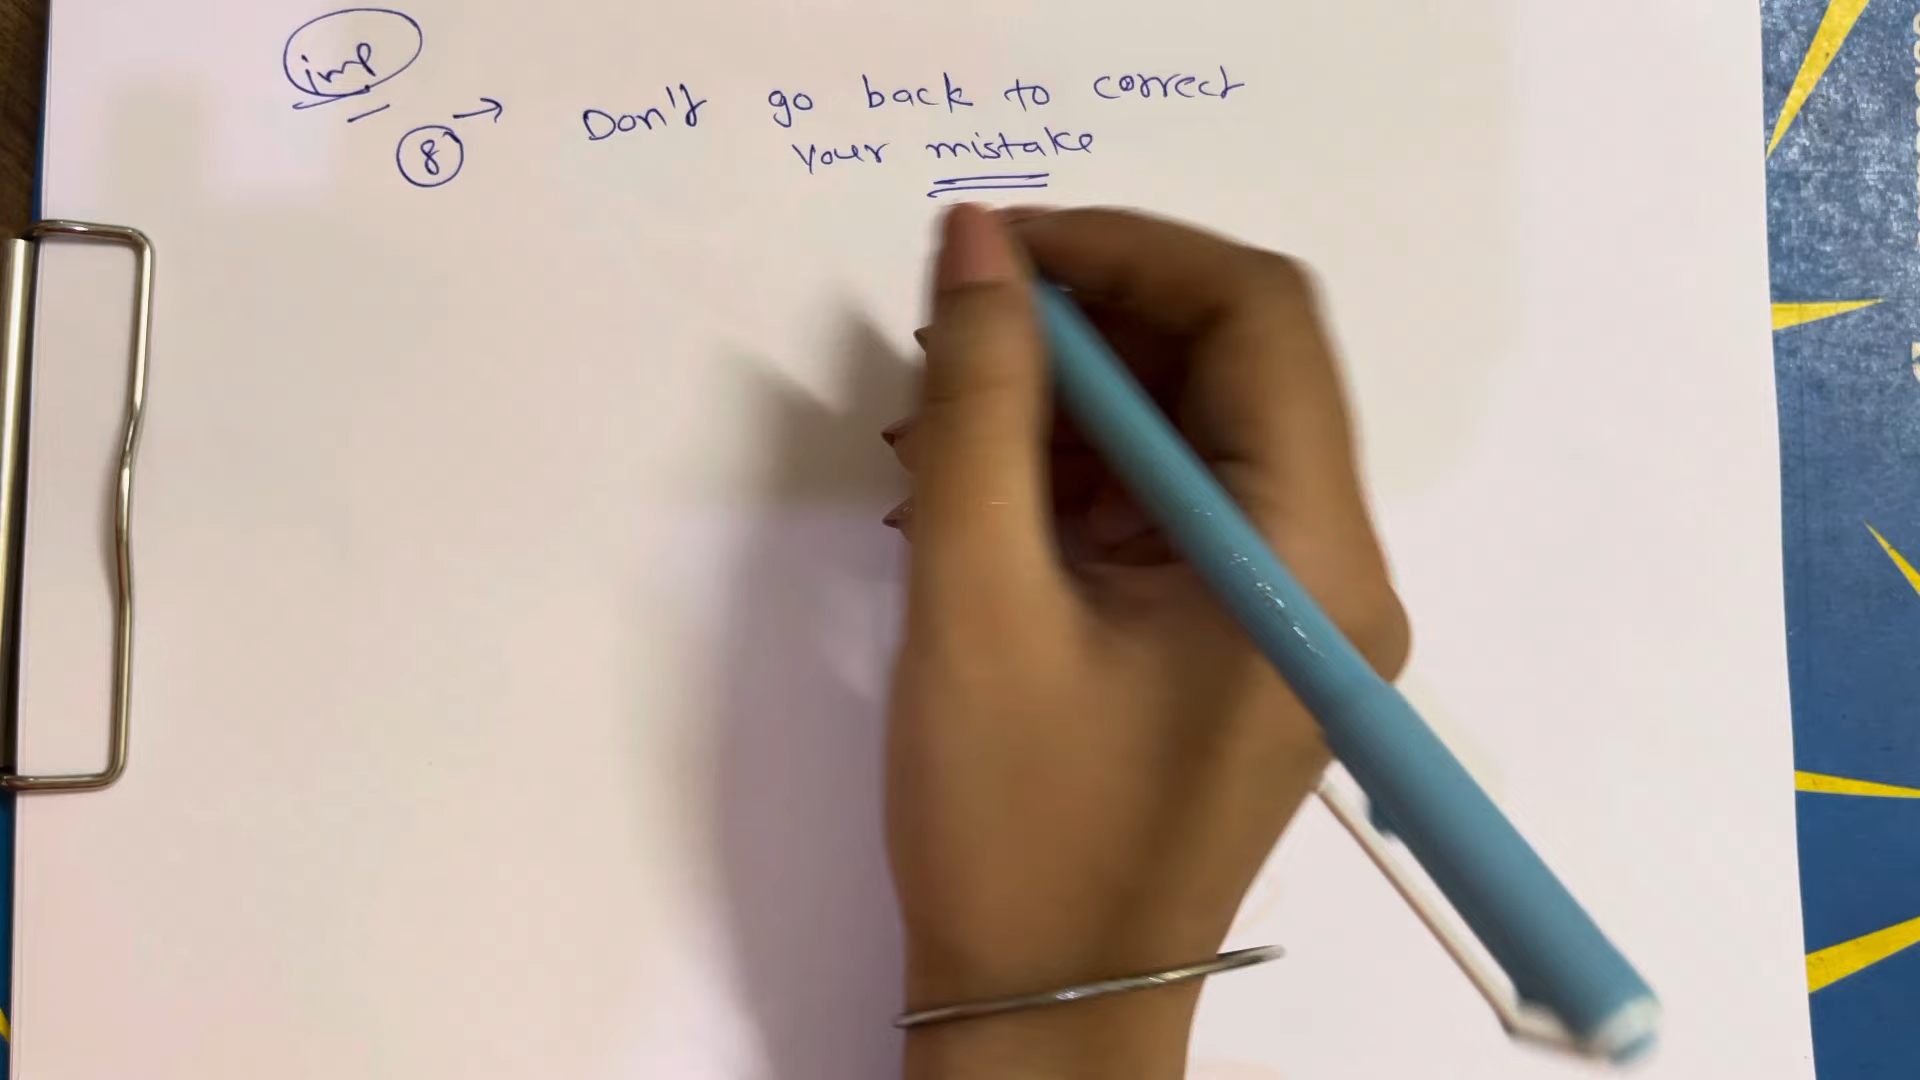 imp
8 → Don't go back to correct
your mistake